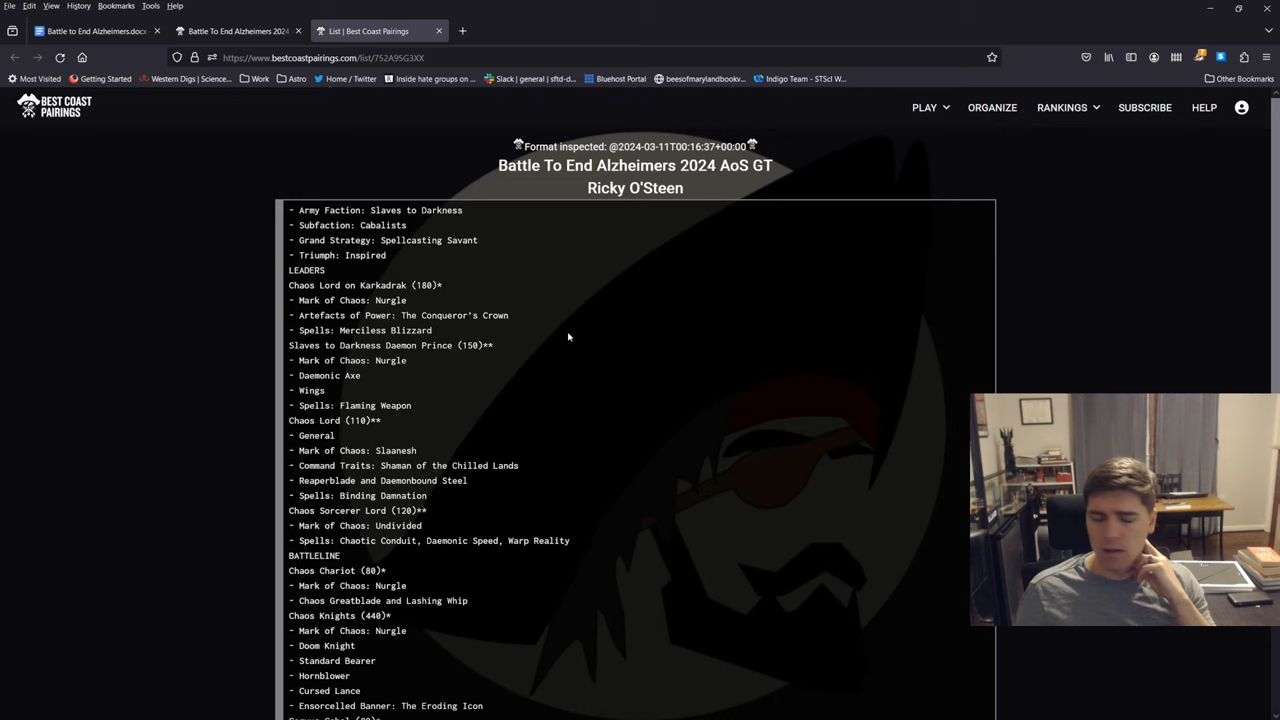 File Edit View History Bookmarks Tools Help
Battle to End Alzheimers.docx
Battle To End Alzheimers 2024
List | Best Coast Pairings
https://www.bestcoastpairings.com/list/752A95G3XX
Most Visited Getting Started Western Digs | Science... Work Astro Home / Twitter Inside hate groups on ... Slack | general | sftd-d... Bluehost Portal beesofmarylandbookw... Indigo Team - STScI W... Other Bookmarks
BEST COAST
PAIRINGS
PLAY ORGANIZE RANKINGS SUBSCRIBE HELP
Format inspected: @2024-03-11T00:16:37+00:00
Battle To End Alzheimers 2024 AoS GT
Ricky O'Steen
- Army Faction: Slaves to Darkness
- Subfaction: Cabalists
- Grand Strategy: Spellcasting Savant
- Triumph: Inspired
LEADERS
Chaos Lord on Karkadrak (180)*
- Mark of Chaos: Nurgle
- Artefacts of Power: The Conqueror's Crown
- Spells: Merciless Blizzard
Slaves to Darkness Daemon Prince (150)**
- Mark of Chaos: Nurgle
- Daemonic Axe
- Wings
- Spells: Flaming Weapon
Chaos Lord (110)**
- General
- Mark of Chaos: Slaanesh
- Command Traits: Shaman of the Chilled Lands
- Reaperblade and Daemonbound Steel
- Spells: Binding Damnation
Chaos Sorcerer Lord (120)**
- Mark of Chaos: Undivided
- Spells: Chaotic Conduit, Daemonic Speed, Warp Reality
BATTLELINE
Chaos Chariot (80)*
- Mark of Chaos: Nurgle
- Chaos Greatblade and Lashing Whip
Chaos Knights (440)*
- Mark of Chaos: Nurgle
- Doom Knight
- Standard Bearer
- Hornblower
- Cursed Lance
- Ensorcelled Banner: The Eroding Icon